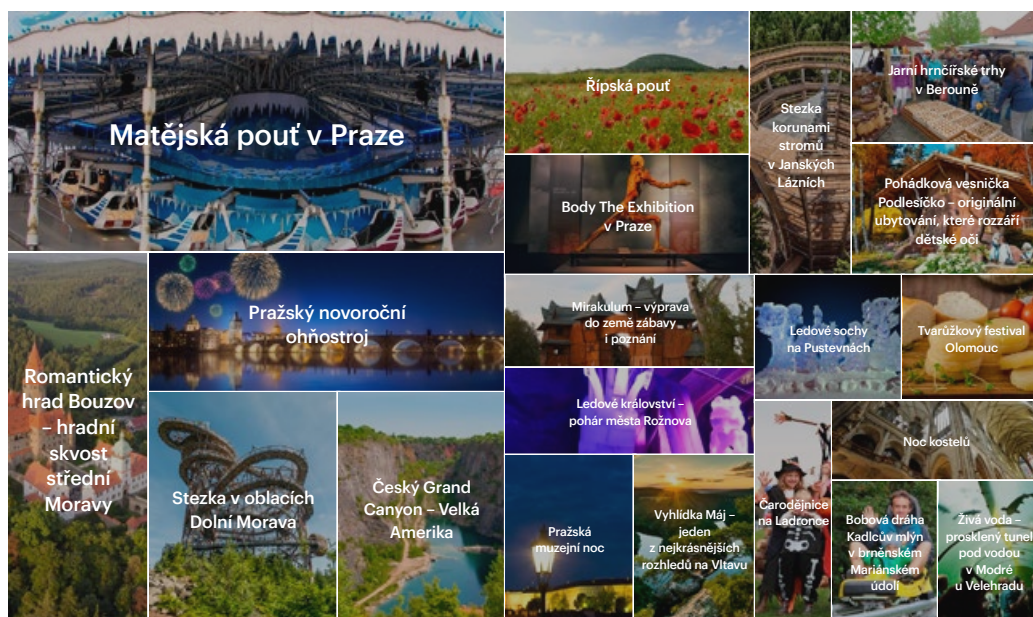 Matějská pouť v Praze
Řípská pouť
Stezka
korunami
stromů
v Janských
Lázních
Jarní hrnčířské trhy
v Berouně
Body The Exhibition
v Praze
Pohádková vesnička
Podlesíčko – originální
ubytování, které rozzáří
dětské oči
Romantický
hrad Bouzov
– hradní
skvost
střední
Moravy
Pražský novoroční
ohňostroj
Mirakulum – výprava
do země zábavy
i poznání
Ledové sochy
na Pustevnách
Tvarůžkový festival
Olomouc
Ledové království –
pohár města Rožnova
Stezka v oblacích
Dolní Morava
Český Grand
Canyon – Velká
Amerika
Pražská
muzejní noc
Vyhlídka Máj –
jeden
z nejkrásnějších
rozhledů na Vltavu
Čarodějnice
na Ladronce
Noc kostelů
Bobová dráha
Kadlcův mlýn
v brněnském
Mariánském
údolí
Živá voda –
prosklený tunel
pod vodou
v Modré
u Velehradu